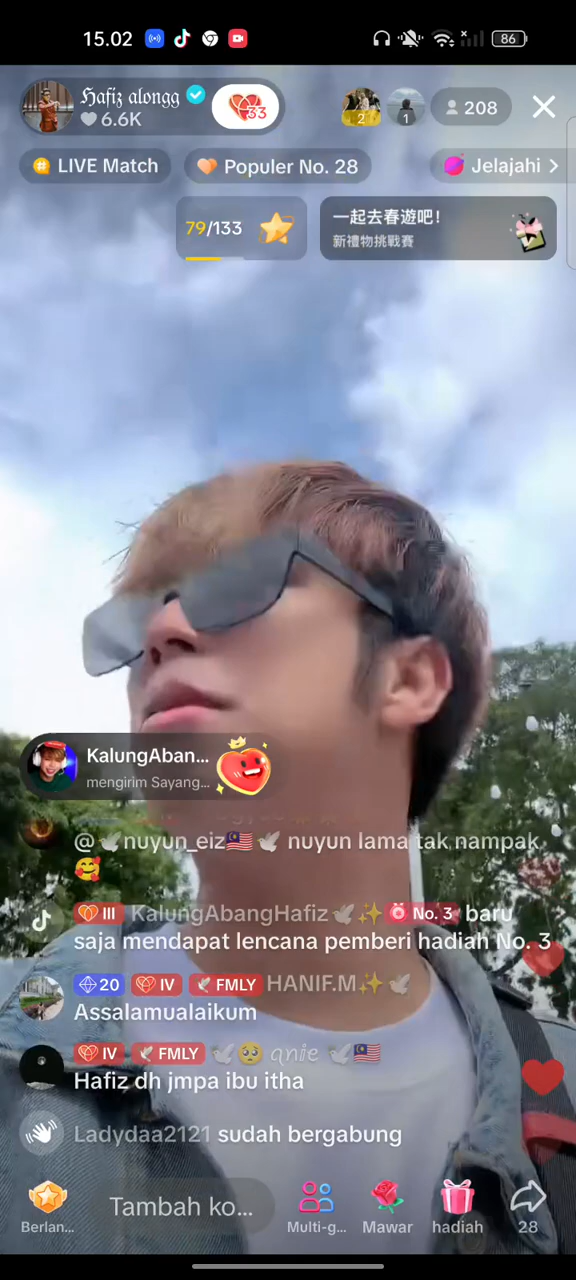 15.02
86
Hafiz alongg
6.6K
33
2
1
208
LIVE Match
Populer No. 28
Jelajahi
79/133
一起去春遊吧!
新禮物挑戰賽
KalungAban...
mengirim Sayang...
@🕊nuyun_eiz🇲🇾🕊 nuyun lama tak nampak
🥰
III KalungAbangHafiz🕊✨ No. 3 baru
saja mendapat lencana pemberi hadiah No. 3
20 IV FMLY HANIF.M✨🕊
Assalamualaikum
IV FMLY 🕊🥺 qnie 🕊🇲🇾
Hafiz dh jmpa ibu itha
Ladydaa2121 sudah bergabung
Berlan...
Tambah ko...
Multi-g...
Mawar
hadiah
28